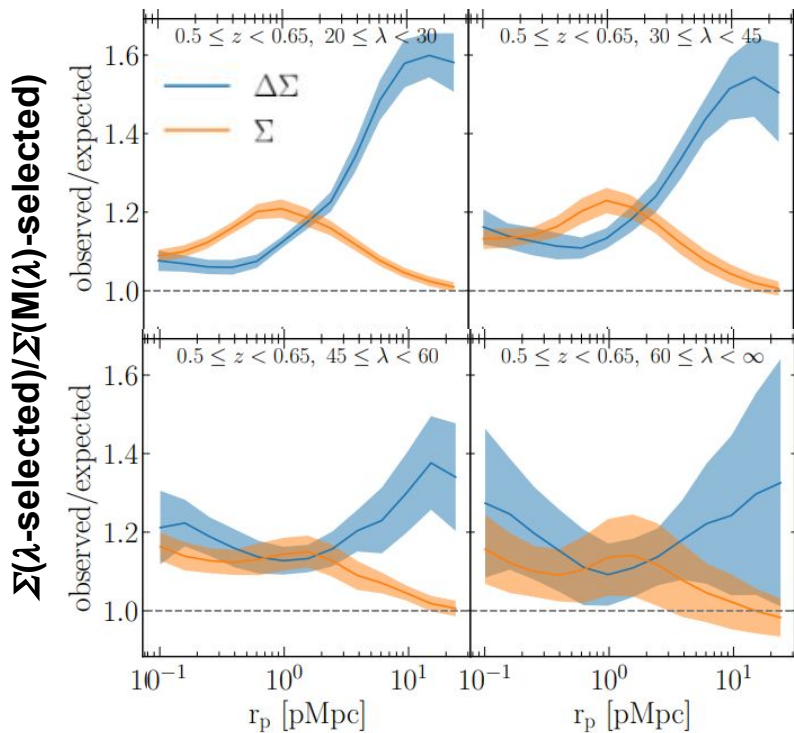 Σ(λ-selected)/Σ(M(λ)-selected)
observed/expected
0.5 ≤ z < 0.65, 20 ≤ λ < 30
1.6
1.4
1.2
1.0
ΔΣ
Σ
0.5 ≤ z < 0.65, 30 ≤ λ < 45
observed/expected
0.5 ≤ z < 0.65, 45 ≤ λ < 60
1.6
1.4
1.2
1.0
0.5 ≤ z < 0.65, 60 ≤ λ < ∞
10⁻¹ 10⁰ 10¹
10⁻¹ 10⁰ 10¹
rₚ [pMpc]
rₚ [pMpc]